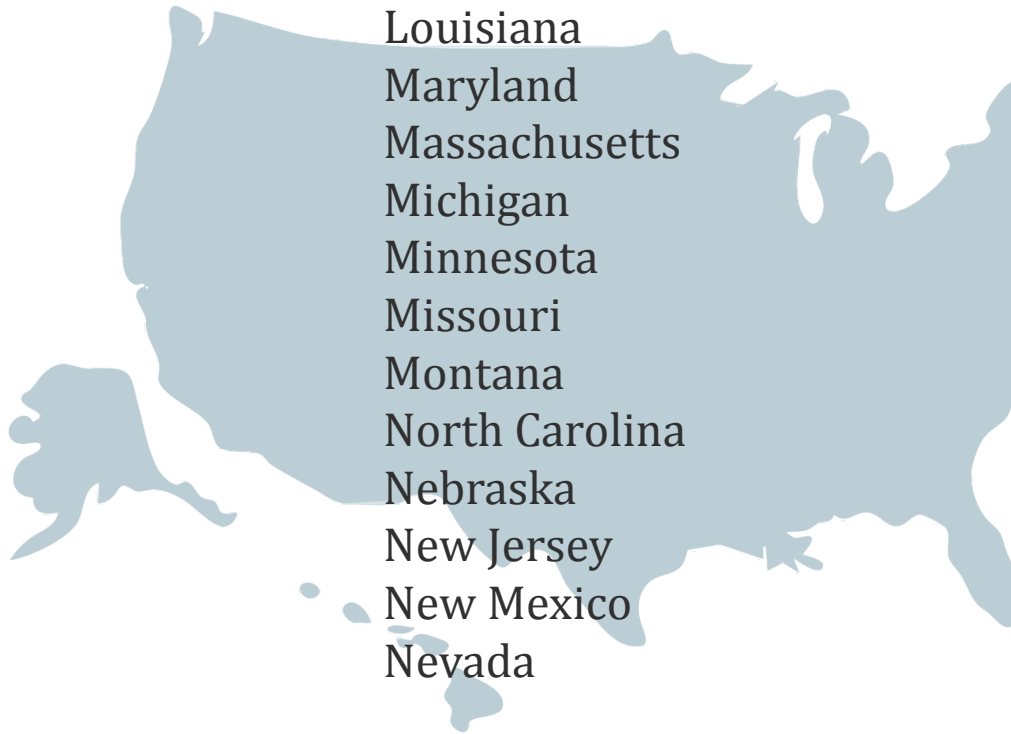 Louisiana
Maryland
Massachusetts
Michigan
Minnesota
Missouri
Montana
North Carolina
Nebraska
New Jersey
New Mexico
Nevada